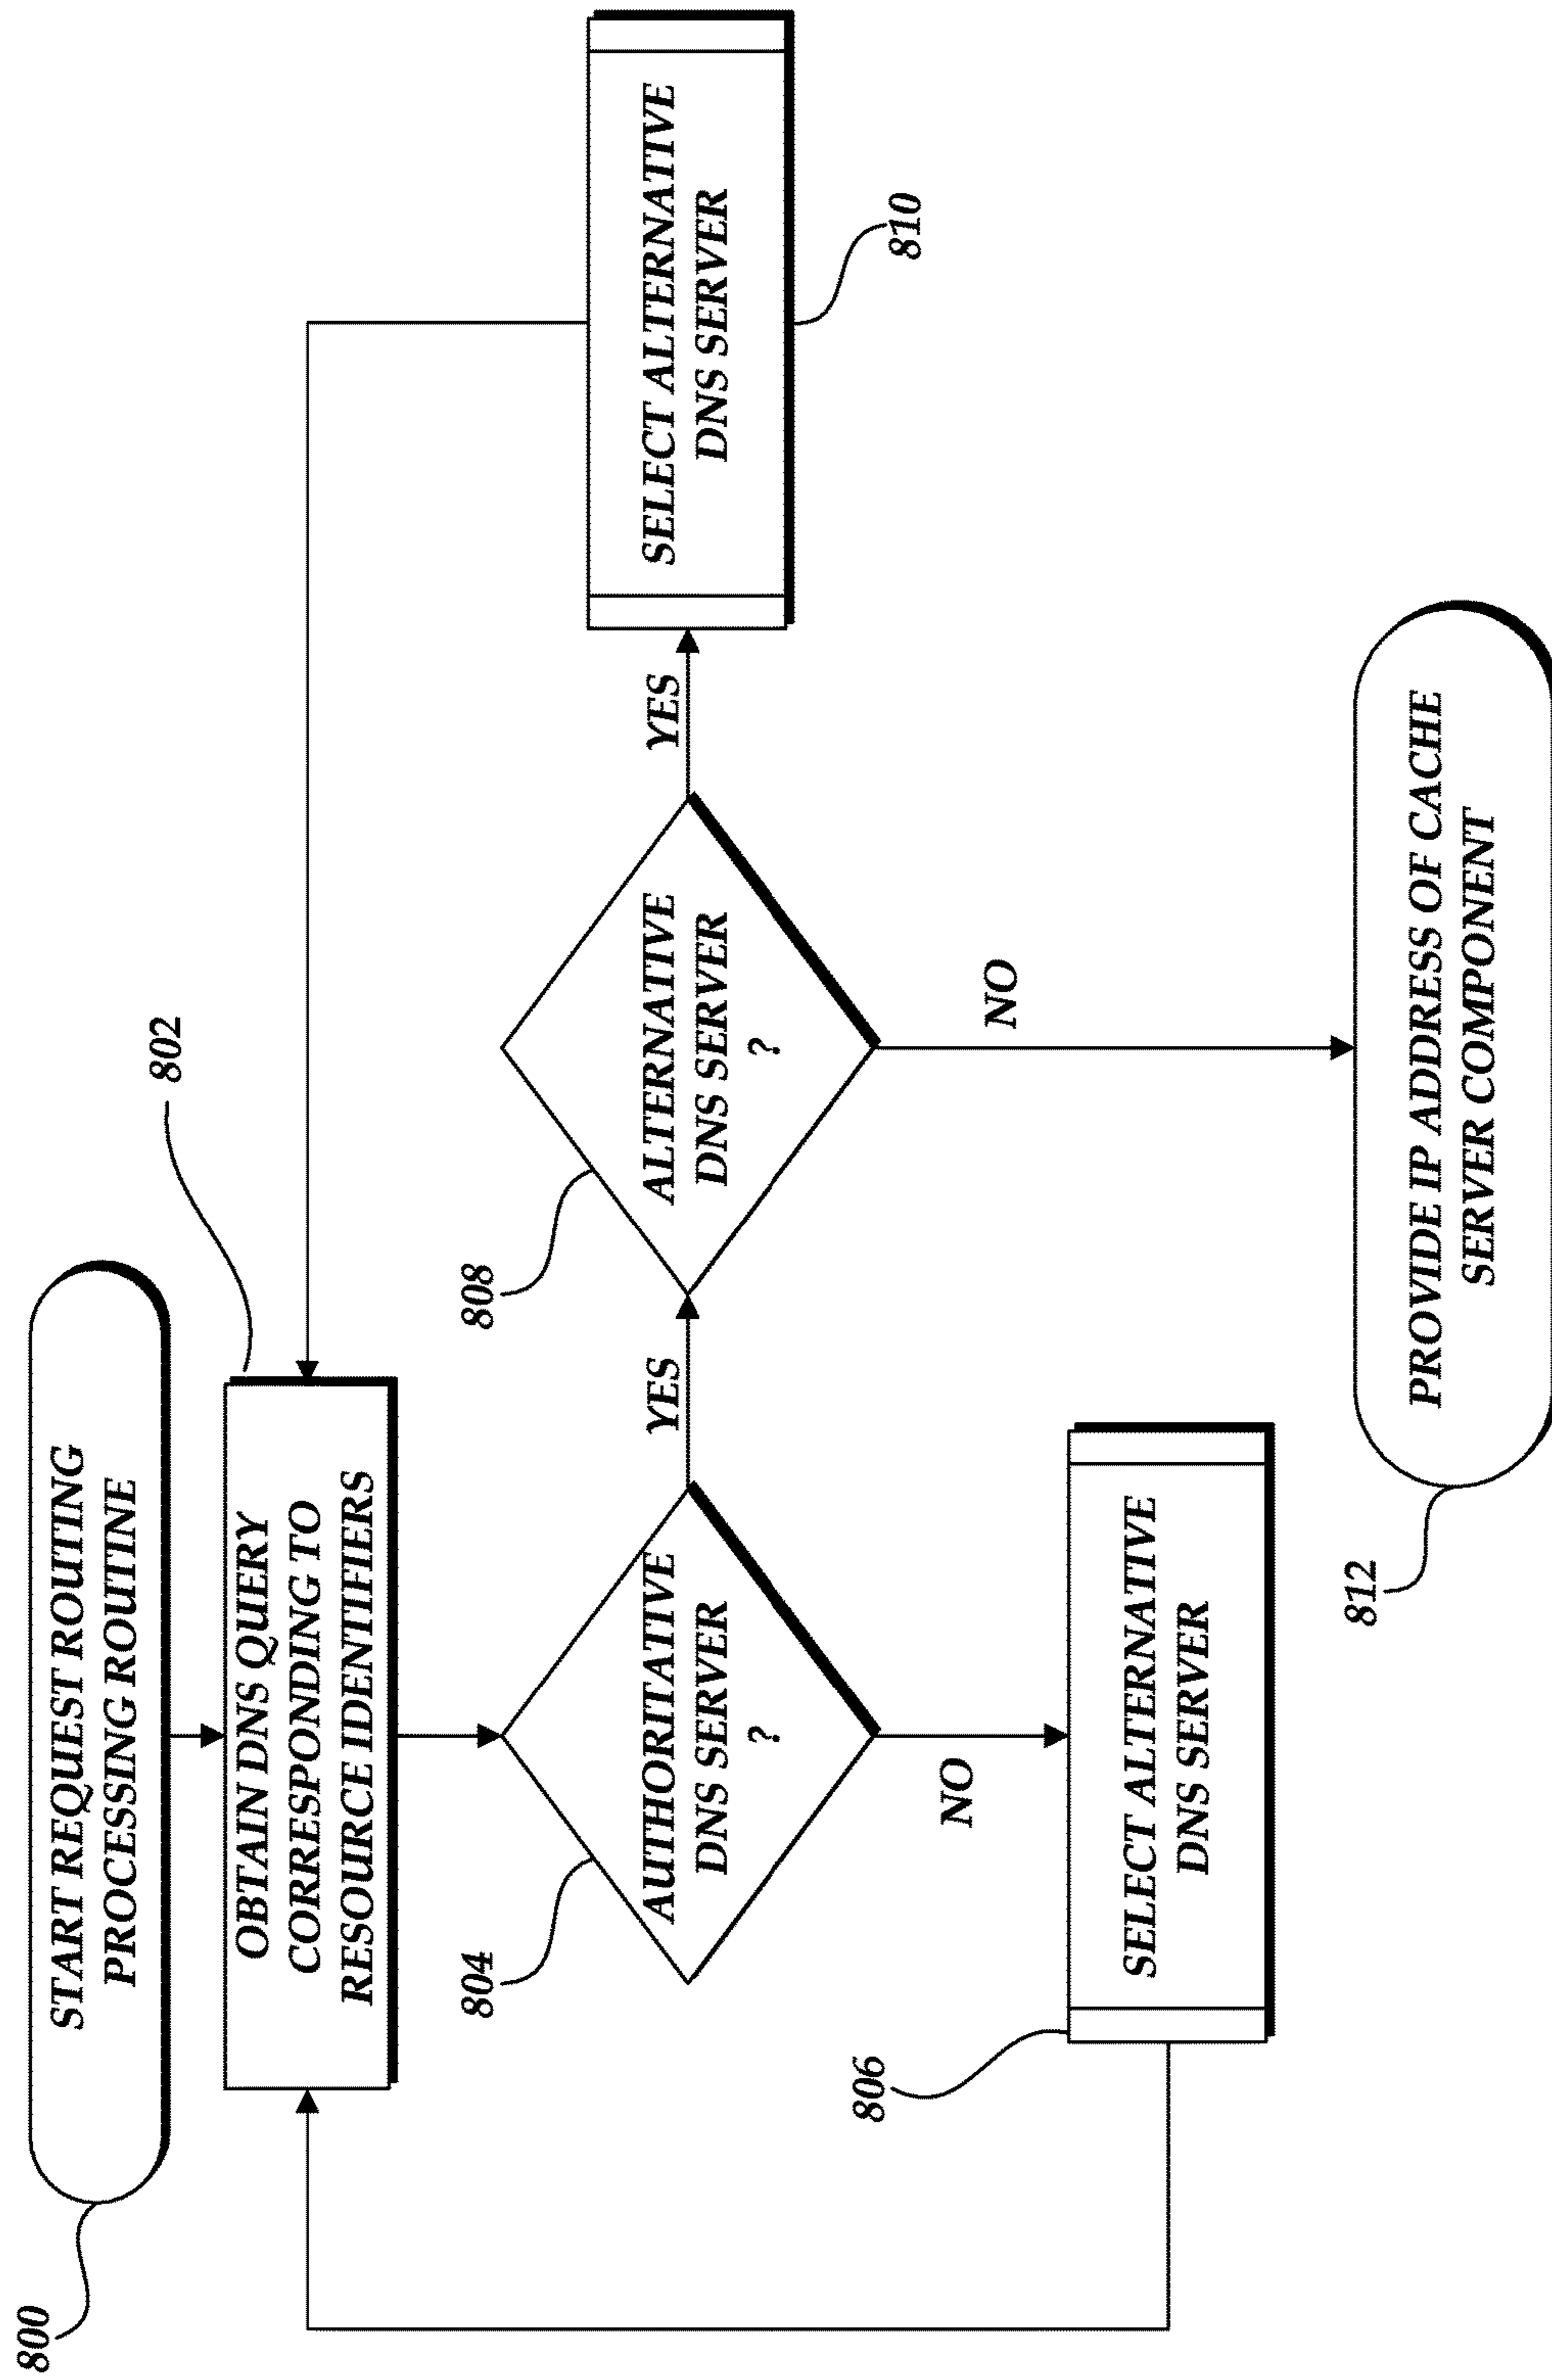 800
START REQUEST ROUTING
PROCESSING ROUTINE
802
OBTAIN DNS QUERY
CORRESPONDING TO
RESOURCE IDENTIFIERS
804
AUTHORITATIVE
DNS SERVER
?
YES
NO
806
SELECT ALTERNATIVE
DNS SERVER
808
ALTERNATIVE
DNS SERVER
?
YES
NO
SELECT ALTERNATIVE
DNS SERVER
810
812
PROVIDE IP ADDRESS OF CACHE
SERVER COMPONENT